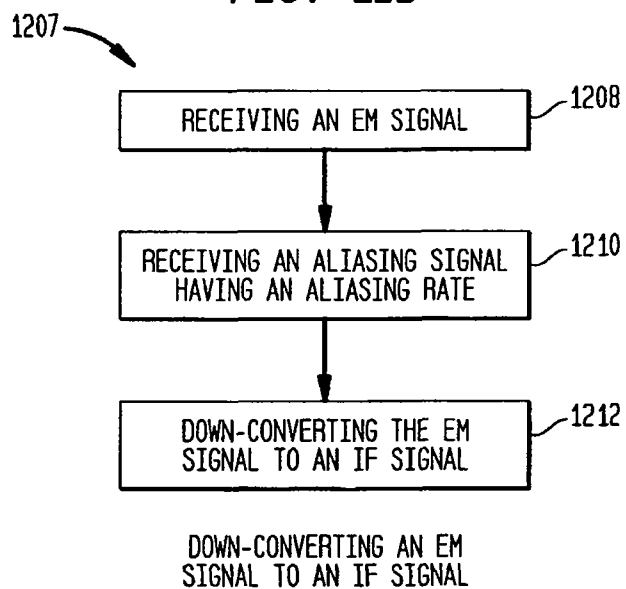 1207
RECEIVING AN EM SIGNAL
1208
RECEIVING AN ALIASING SIGNAL
HAVING AN ALIASING RATE
1210
DOWN-CONVERTING THE EM
SIGNAL TO AN IF SIGNAL
1212
DOWN-CONVERTING AN EM
SIGNAL TO AN IF SIGNAL